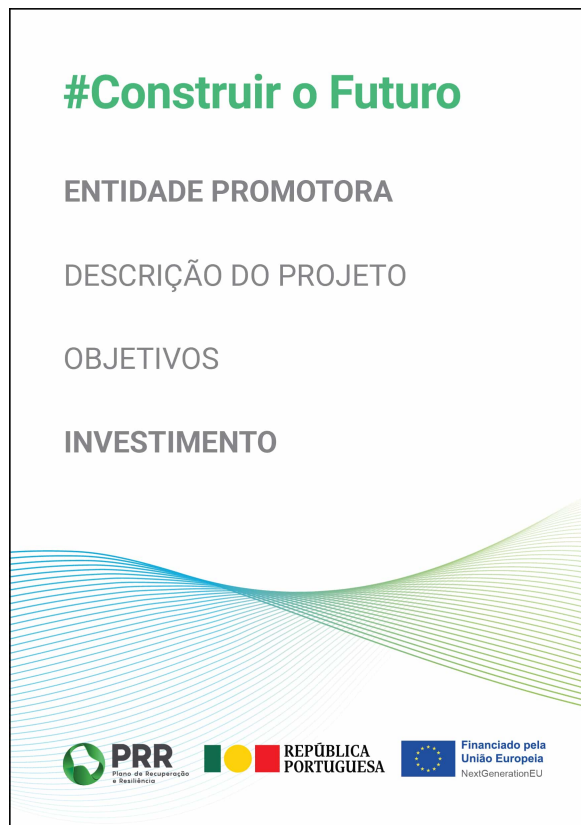 #Construir o Futuro
ENTIDADE PROMOTORA
DESCRIÇÃO DO PROJETO
OBJETIVOS
INVESTIMENTO
PRR
Plano de Recuperação
e Resiliência
REPÚBLICA
PORTUGUESA
Financiado pela
União Europeia
NextGenerationEU